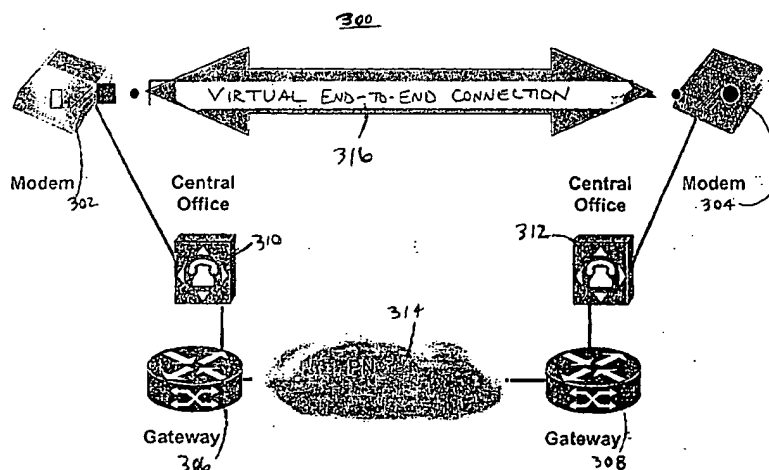 300
VIRTUAL END-TO-END CONNECTION
316
Modem
302
Central
Office
310
Central
Office
312
Modem
304
314
Gateway
306
Gateway
308